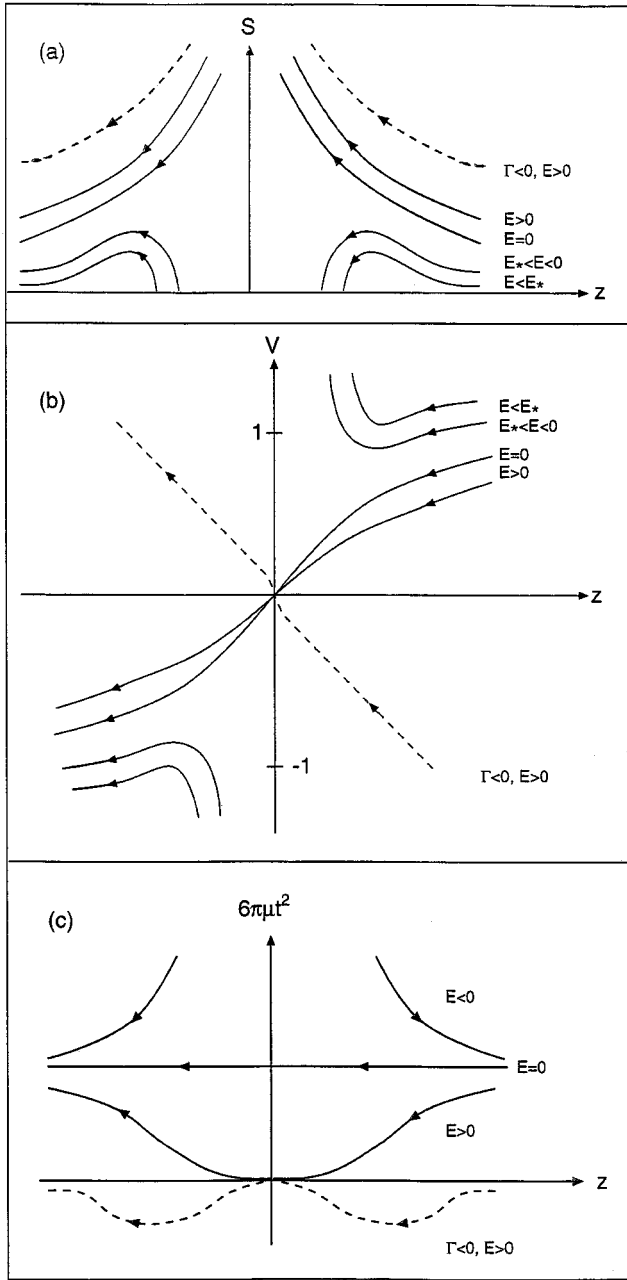 (a)
S
Γ<0, E>0
E>0
E=0
E*<E<0
E<E*
z
(b)
V
1
E<E*
E*<E<0
E=0
E>0
z
-1
Γ<0, E>0
(c)
6πμt²
E<0
E=0
E>0
z
Γ<0, E>0